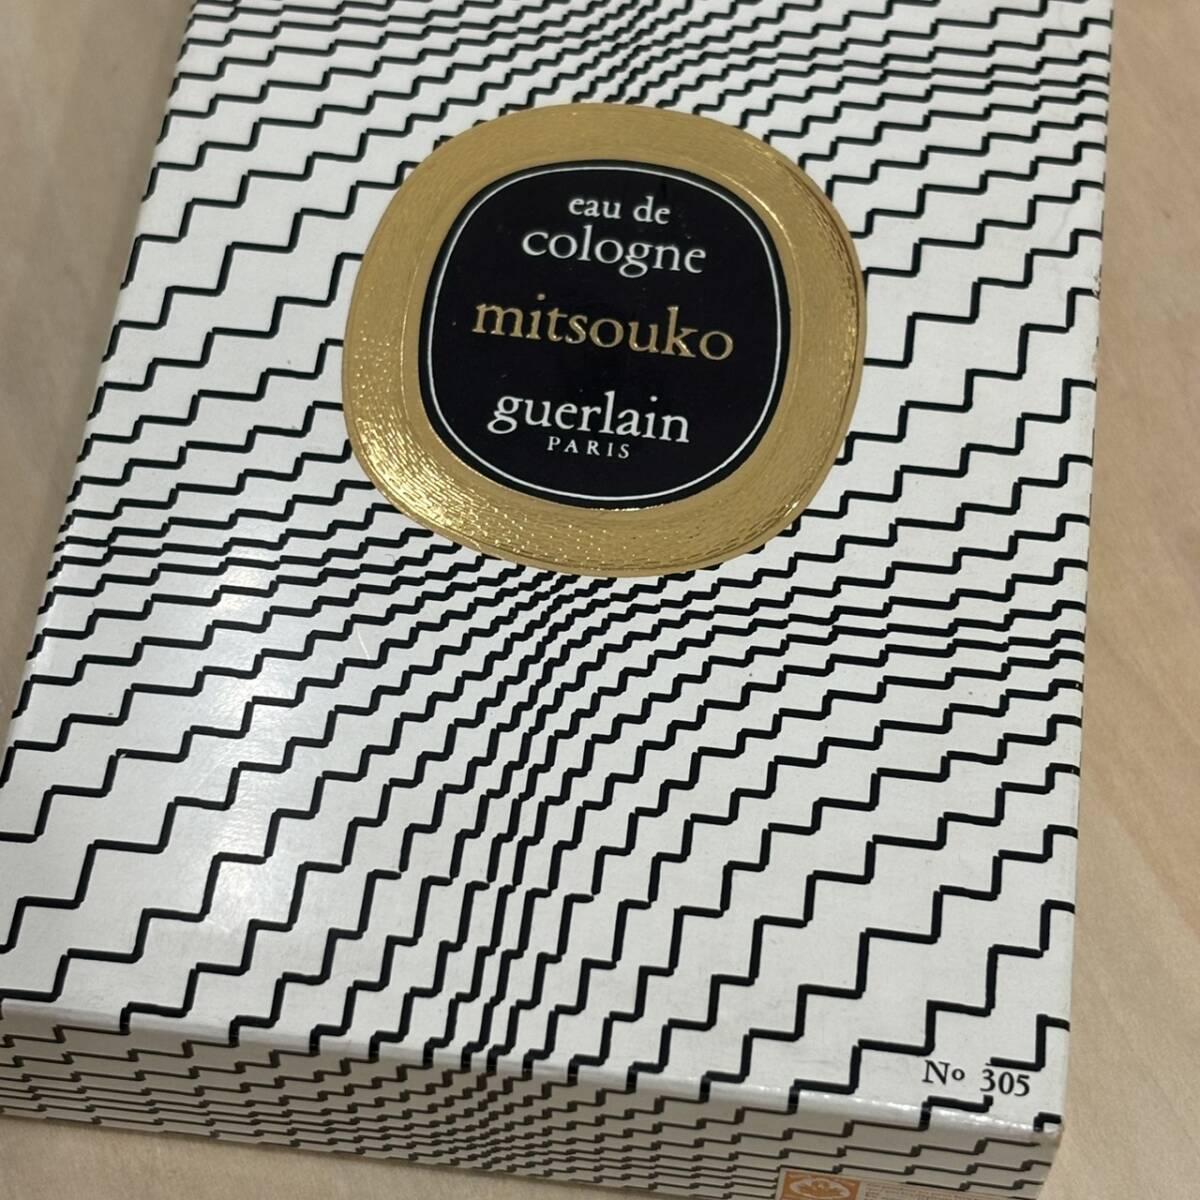 eau de
cologne
mitsouko
guerlain
PARIS
Nº 305